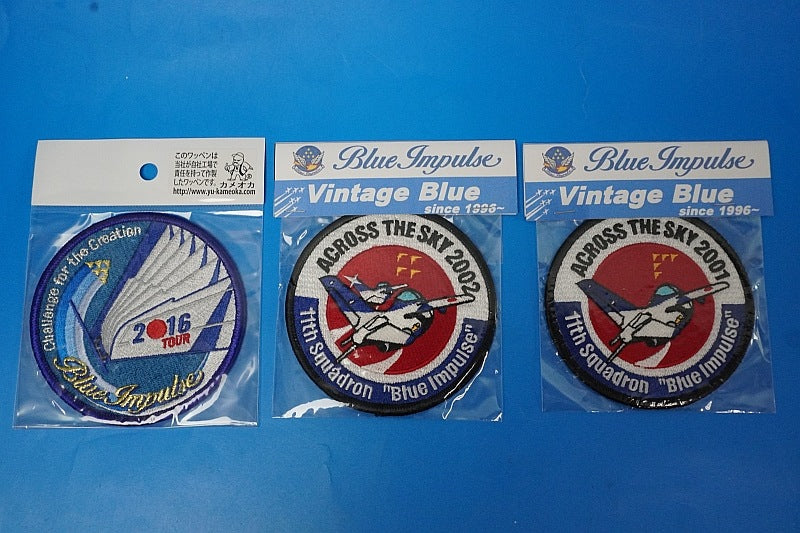 このワッペンは
当社が自社工場で
責任を持って作製
したワッペンです。
カメオカ
http://www.yu-kameoka.com
Challenge for the Creation
2016
TOUR
Blue Impulse
Blue Impulse
Vintage Blue
since 1996~
ACROSS THE SKY 2002
11th Squadron "Blue Impulse"
Blue Impulse
Vintage Blue
since 1996~
ACROSS THE SKY 2001
11th Squadron "Blue Impulse"